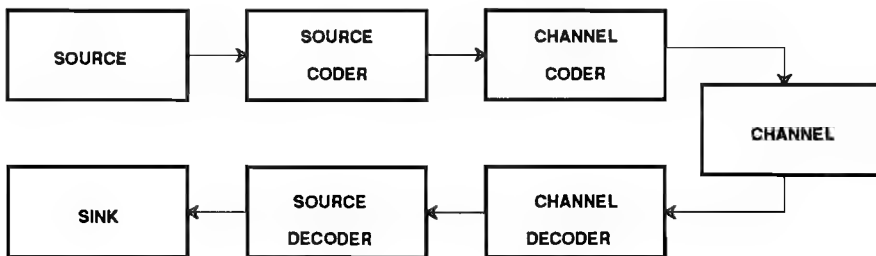 SOURCE
SOURCE
CODER
CHANNEL
CODER
CHANNEL
SINK
SOURCE
DECODER
CHANNEL
DECODER